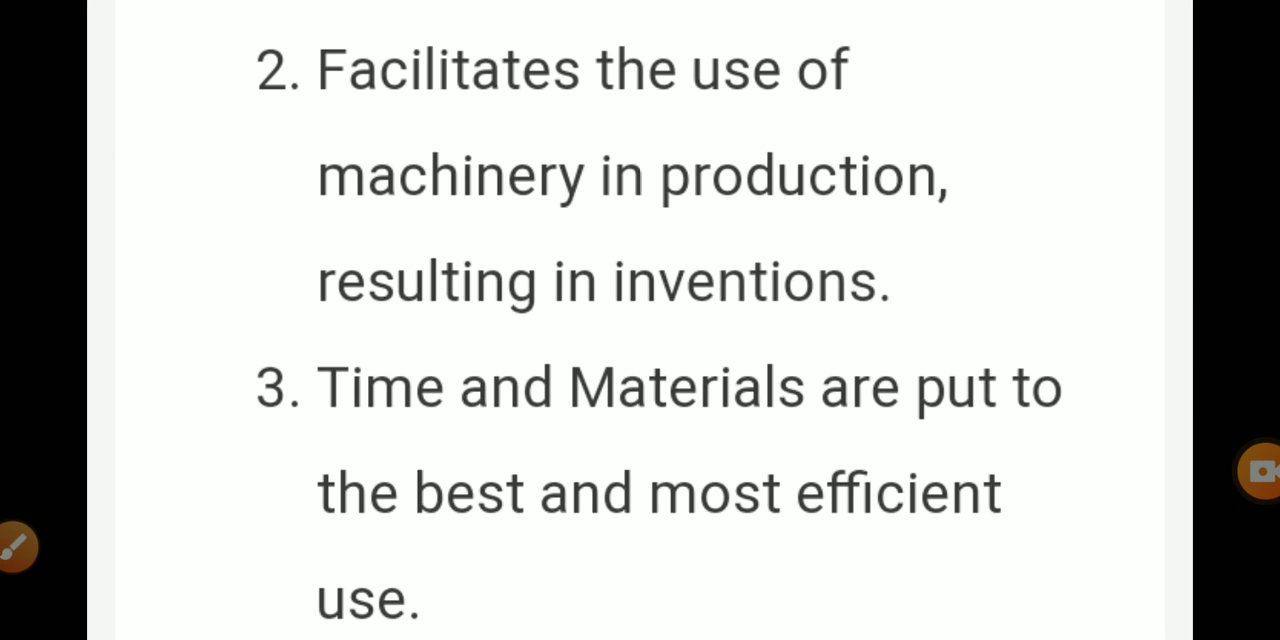 2. Facilitates the use of
machinery in production,
resulting in inventions.
3. Time and Materials are put to
the best and most efficient
use.